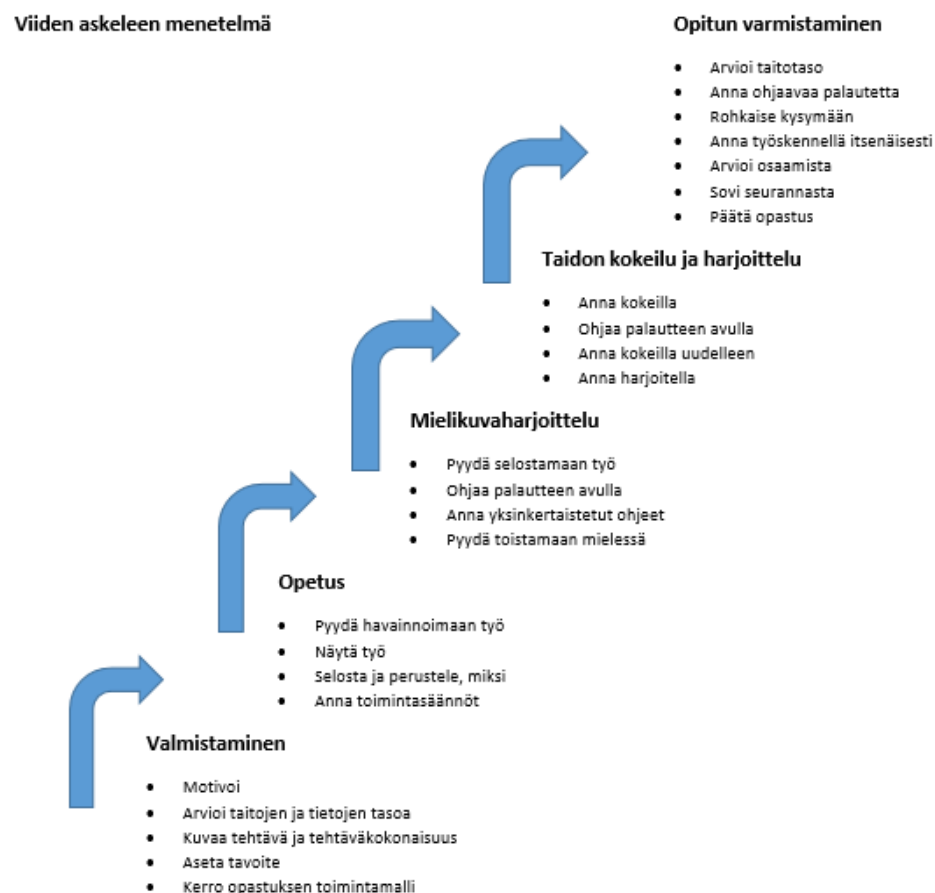 Viiden askeleen menetelmä
Opitun varmistaminen
• Arvioi taitotaso
• Anna ohjaavaa palautetta
• Rohkaise kysymään
• Anna työskennellä itsenäisesti
• Arvioi osaamista
• Sovi seurannasta
• Päätä opastus
Taidon kokeilu ja harjoittelu
• Anna kokeilla
• Ohjaa palautteen avulla
• Anna kokeilla uudelleen
• Anna harjoitella
Mielikuvaharjoittelu
• Pyydä selostamaan työ
• Ohjaa palautteen avulla
• Anna yksinkertaistetut ohjeet
• Pyydä toistamaan mielessä
Opetus
• Pyydä havainnoimaan työ
• Näytä työ
• Selosta ja perustele, miksi
• Anna toimintasäännöt
Valmistaminen
• Motivoi
• Arvioi taitojen ja tietojen tasoa
• Kuvaa tehtävä ja tehtäväkokonaisuus
• Aseta tavoite
• Kerro opastuksen toimintamalli